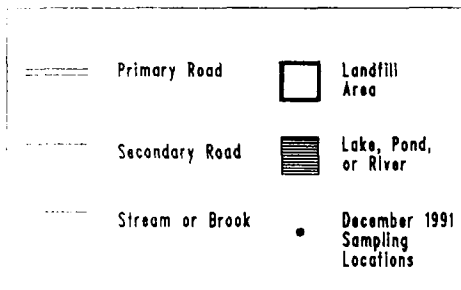 Primary Road
Landfill
Area
Secondary Road
Lake, Pond,
or River
Stream or Brook
December 1991
Sampling
Locations